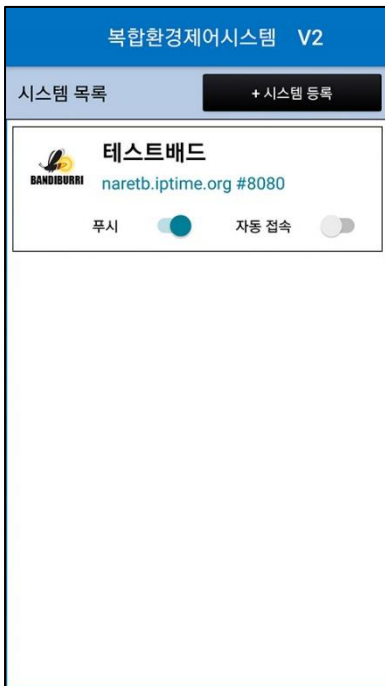 복합환경제어시스템 V2
시스템 목록
+ 시스템 등록
테스트배드
BANDIBURRI
naretb.iptime.org #8080
푸시
자동 접속